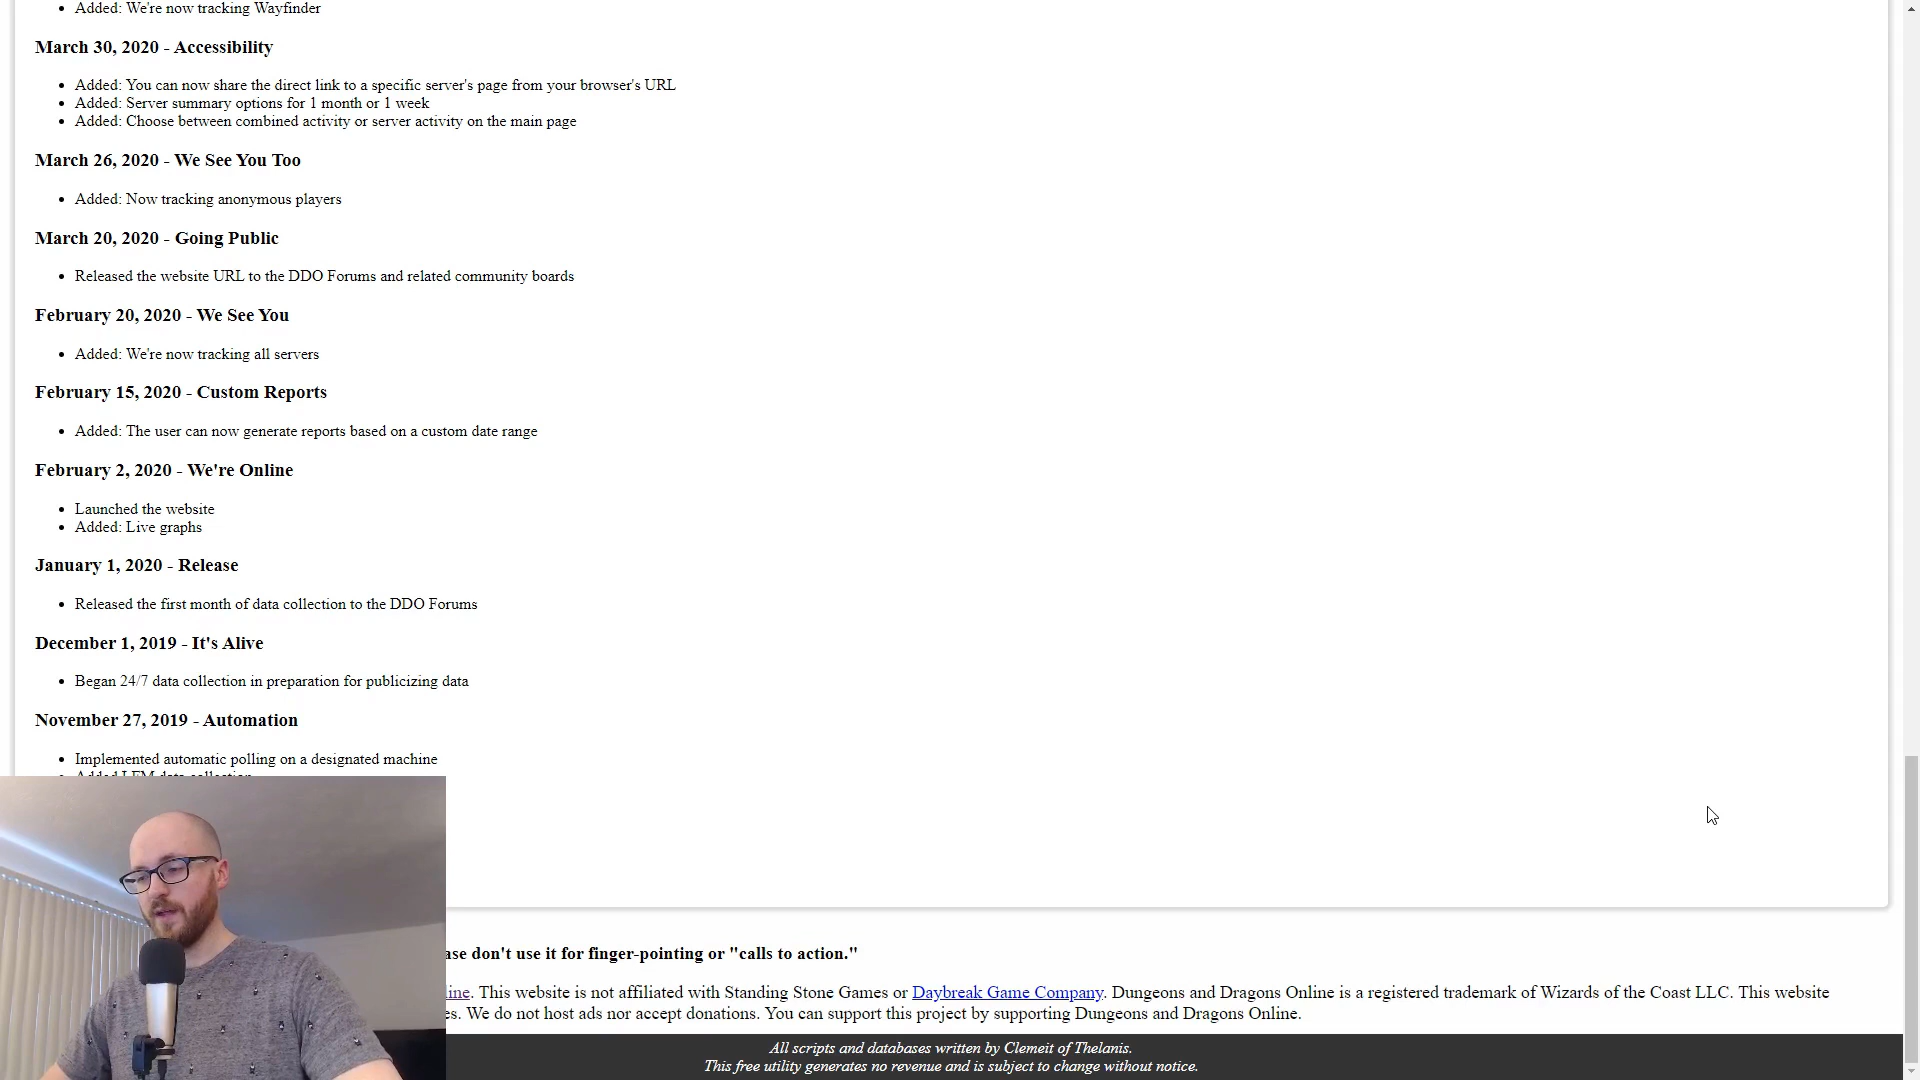 • Added: We're now tracking Wayfinder
March 30, 2020 - Accessibility
• Added: You can now share the direct link to a specific server's page from your browser's URL
• Added: Server summary options for 1 month or 1 week
• Added: Choose between combined activity or server activity on the main page
March 26, 2020 - We See You Too
• Added: Now tracking anonymous players
March 20, 2020 - Going Public
• Released the website URL to the DDO Forums and related community boards
February 20, 2020 - We See You
• Added: We're now tracking all servers
February 15, 2020 - Custom Reports
• Added: The user can now generate reports based on a custom date range
February 2, 2020 - We're Online
• Launched the website
• Added: Live graphs
January 1, 2020 - Release
• Released the first month of data collection to the DDO Forums
December 1, 2019 - It's Alive
• Began 24/7 data collection in preparation for publicizing data
November 27, 2019 - Automation
• Implemented automatic polling on a designated machine
• Added LFM data collection
don't use it for finger-pointing or "calls to action."
. This website is not affiliated with Standing Stone Games or Daybreak Game Company. Dungeons and Dragons Online is a registered trademark of Wizards of the Coast LLC. This website
. We do not host ads nor accept donations. You can support this project by supporting Dungeons and Dragons Online.
All scripts and databases written by Clemeit of Thelanis.
This free utility generates no revenue and is subject to change without notice.